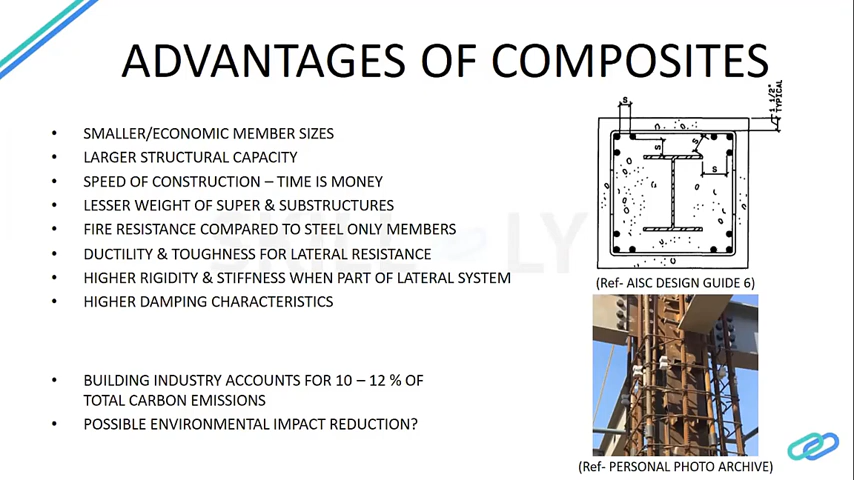 ADVANTAGES OF COMPOSITES
• SMALLER/ECONOMIC MEMBER SIZES
• LARGER STRUCTURAL CAPACITY
• SPEED OF CONSTRUCTION – TIME IS MONEY
• LESSER WEIGHT OF SUPER & SUBSTRUCTURES
• FIRE RESISTANCE COMPARED TO STEEL ONLY MEMBERS
• DUCTILITY & TOUGHNESS FOR LATERAL RESISTANCE
• HIGHER RIGIDITY & STIFFNESS WHEN PART OF LATERAL SYSTEM
• HIGHER DAMPING CHARACTERISTICS
• BUILDING INDUSTRY ACCOUNTS FOR 10 – 12 % OF
TOTAL CARBON EMISSIONS
• POSSIBLE ENVIRONMENTAL IMPACT REDUCTION?
S
1 1/2"
TYPICAL
S
S
S
(Ref- AISC DESIGN GUIDE 6)
(Ref- PERSONAL PHOTO ARCHIVE)